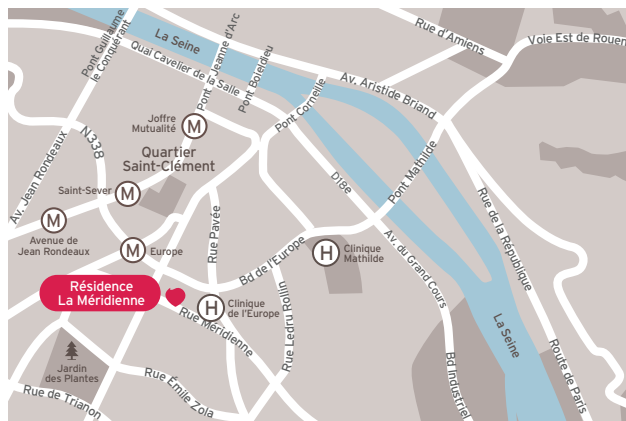 Pont Guillaume
le Conquérant
La Seine
Quai Cavelier de la Salle
Pont Jeanne d'Arc
Pont Boieldieu
Rue d'Amiens
Voie Est de Rouen
Av. Aristide Briand
Pont Corneille
Joffre
Mutualité
M
Quartier
Saint-Clément
N338
Av. Jean Rondeaux
Saint-Sever
M
D18e
Pont Mathilde
M
Avenue de
Jean Rondeaux
M
Europe
Rue Pavée
Bd de l'Europe
H
Clinique
Mathilde
Av. du Grand Cours
Rue de la République
Résidence
La Méridienne
H
Clinique
de l'Europe
Rue Méridienne
Rue Ledru Rollin
La Seine
Bd Industriel
Route de Paris
Jardin
des Plantes
Rue de Trianon
Rue Émile Zola